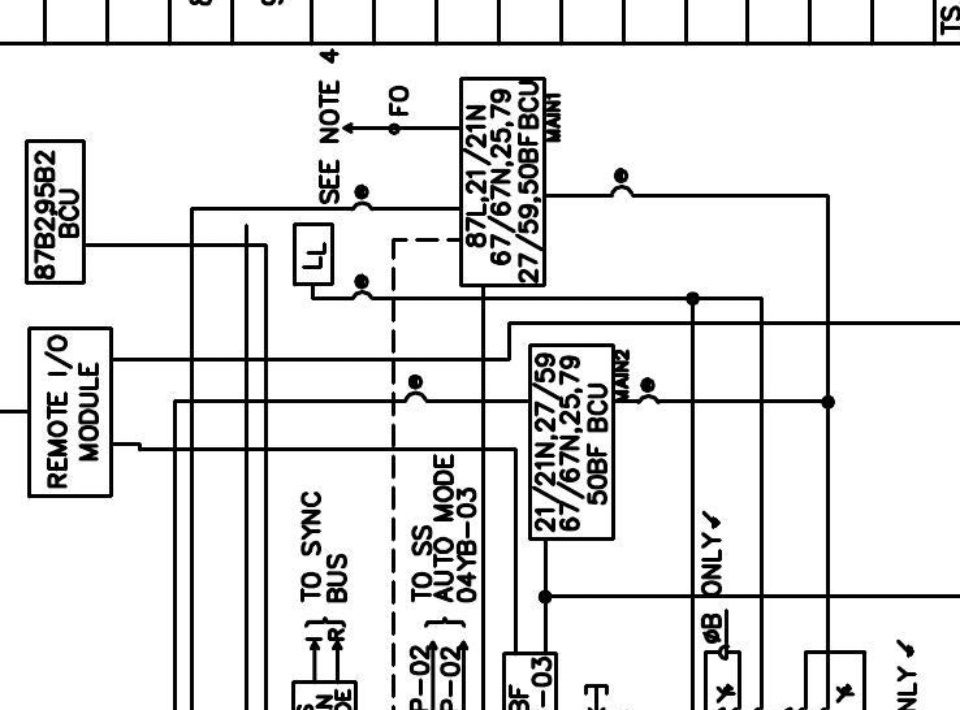 87B2,95B2
BCU
REMOTE I/O
MODULE
SEE NOTE 4
FO
LL
87L,21/21N
67/67N,25,79
27/59,50BF BCU
MAIN1
21/21N,27/59
67/67N,25,79
50BF BCU
MAIN2
TO SYNC
BUS
I
R
TO SS
AUTO MODE
04YB-03
P-02
P-02
BF
-03
ØB ONLY
NLY
TS